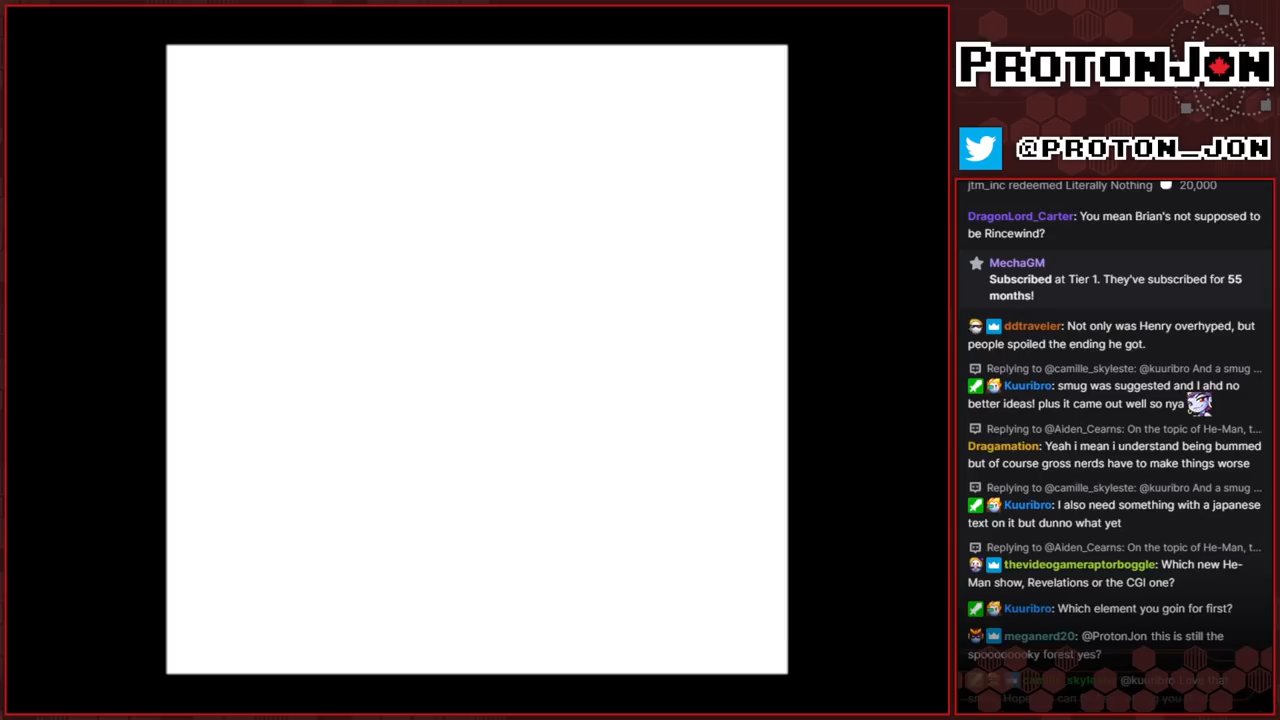 PROTONJON
@PROTON_JON
jtm_inc redeemed Literally Nothing 20,000
DragonLord_Carter: You mean Brian's not supposed to
be Rincewind?
MechaGM
Subscribed at Tier 1. They've subscribed for 55
months!
ddtraveler: Not only was Henry overhyped, but
people spoiled the ending he got.
Replying to @camille_skyleste: @kuuribro And a smug ...
Kuuribro: smug was suggested and I ahd no
better ideas! plus it came out well so nya
Replying to @Aiden_Cearns: On the topic of He-Man, t...
Dragamation: Yeah i mean i understand being bummed
but of course gross nerds have to make things worse
Replying to @camille_skyleste: @kuuribro And a smug ...
Kuuribro: I also need something with a japanese
text on it but dunno what yet
Replying to @Aiden_Cearns: On the topic of He-Man, t...
thevideogameraptorboggle: Which new He-
Man show, Revelations or the CGI one?
Kuuribro: Which element you goin for first?
meganerd20: @ProtonJon this is still the
spoooooooky forest yes?
@kuuribro Love that